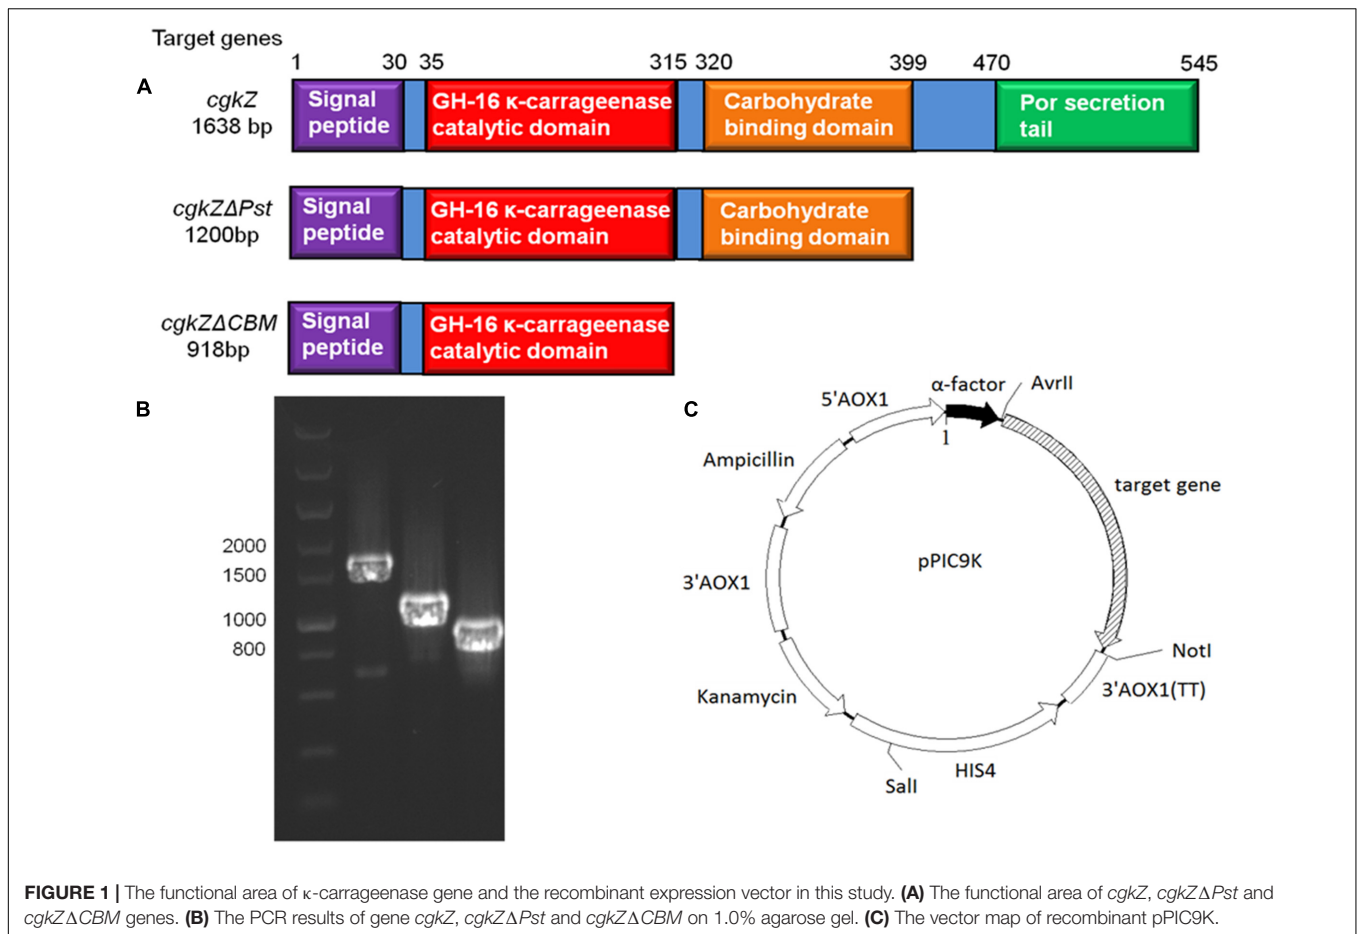 Target genes
1 30 35 315 320 399 470 545
A
cgkZ
1638 bp
Signal
peptide
GH-16 κ-carrageenase
catalytic domain
Carbohydrate
binding domain
Por secretion
tail
cgkZΔPst
1200bp
Signal
peptide
GH-16 κ-carrageenase
catalytic domain
Carbohydrate
binding domain
cgkZΔCBM
918bp
Signal
peptide
GH-16 κ-carrageenase
catalytic domain
B
2000
1500
1000
800
C
5'AOX1
α-factor
AvrII
1
Ampicillin
target gene
3'AOX1
pPIC9K
NotI
Kanamycin
3'AOX1(TT)
HIS4
SalI
FIGURE 1 | The functional area of κ-carrageenase gene and the recombinant expression vector in this study. (A) The functional area of cgkZ, cgkZΔPst and
cgkZΔCBM genes. (B) The PCR results of gene cgkZ, cgkZΔPst and cgkZΔCBM on 1.0% agarose gel. (C) The vector map of recombinant pPIC9K.